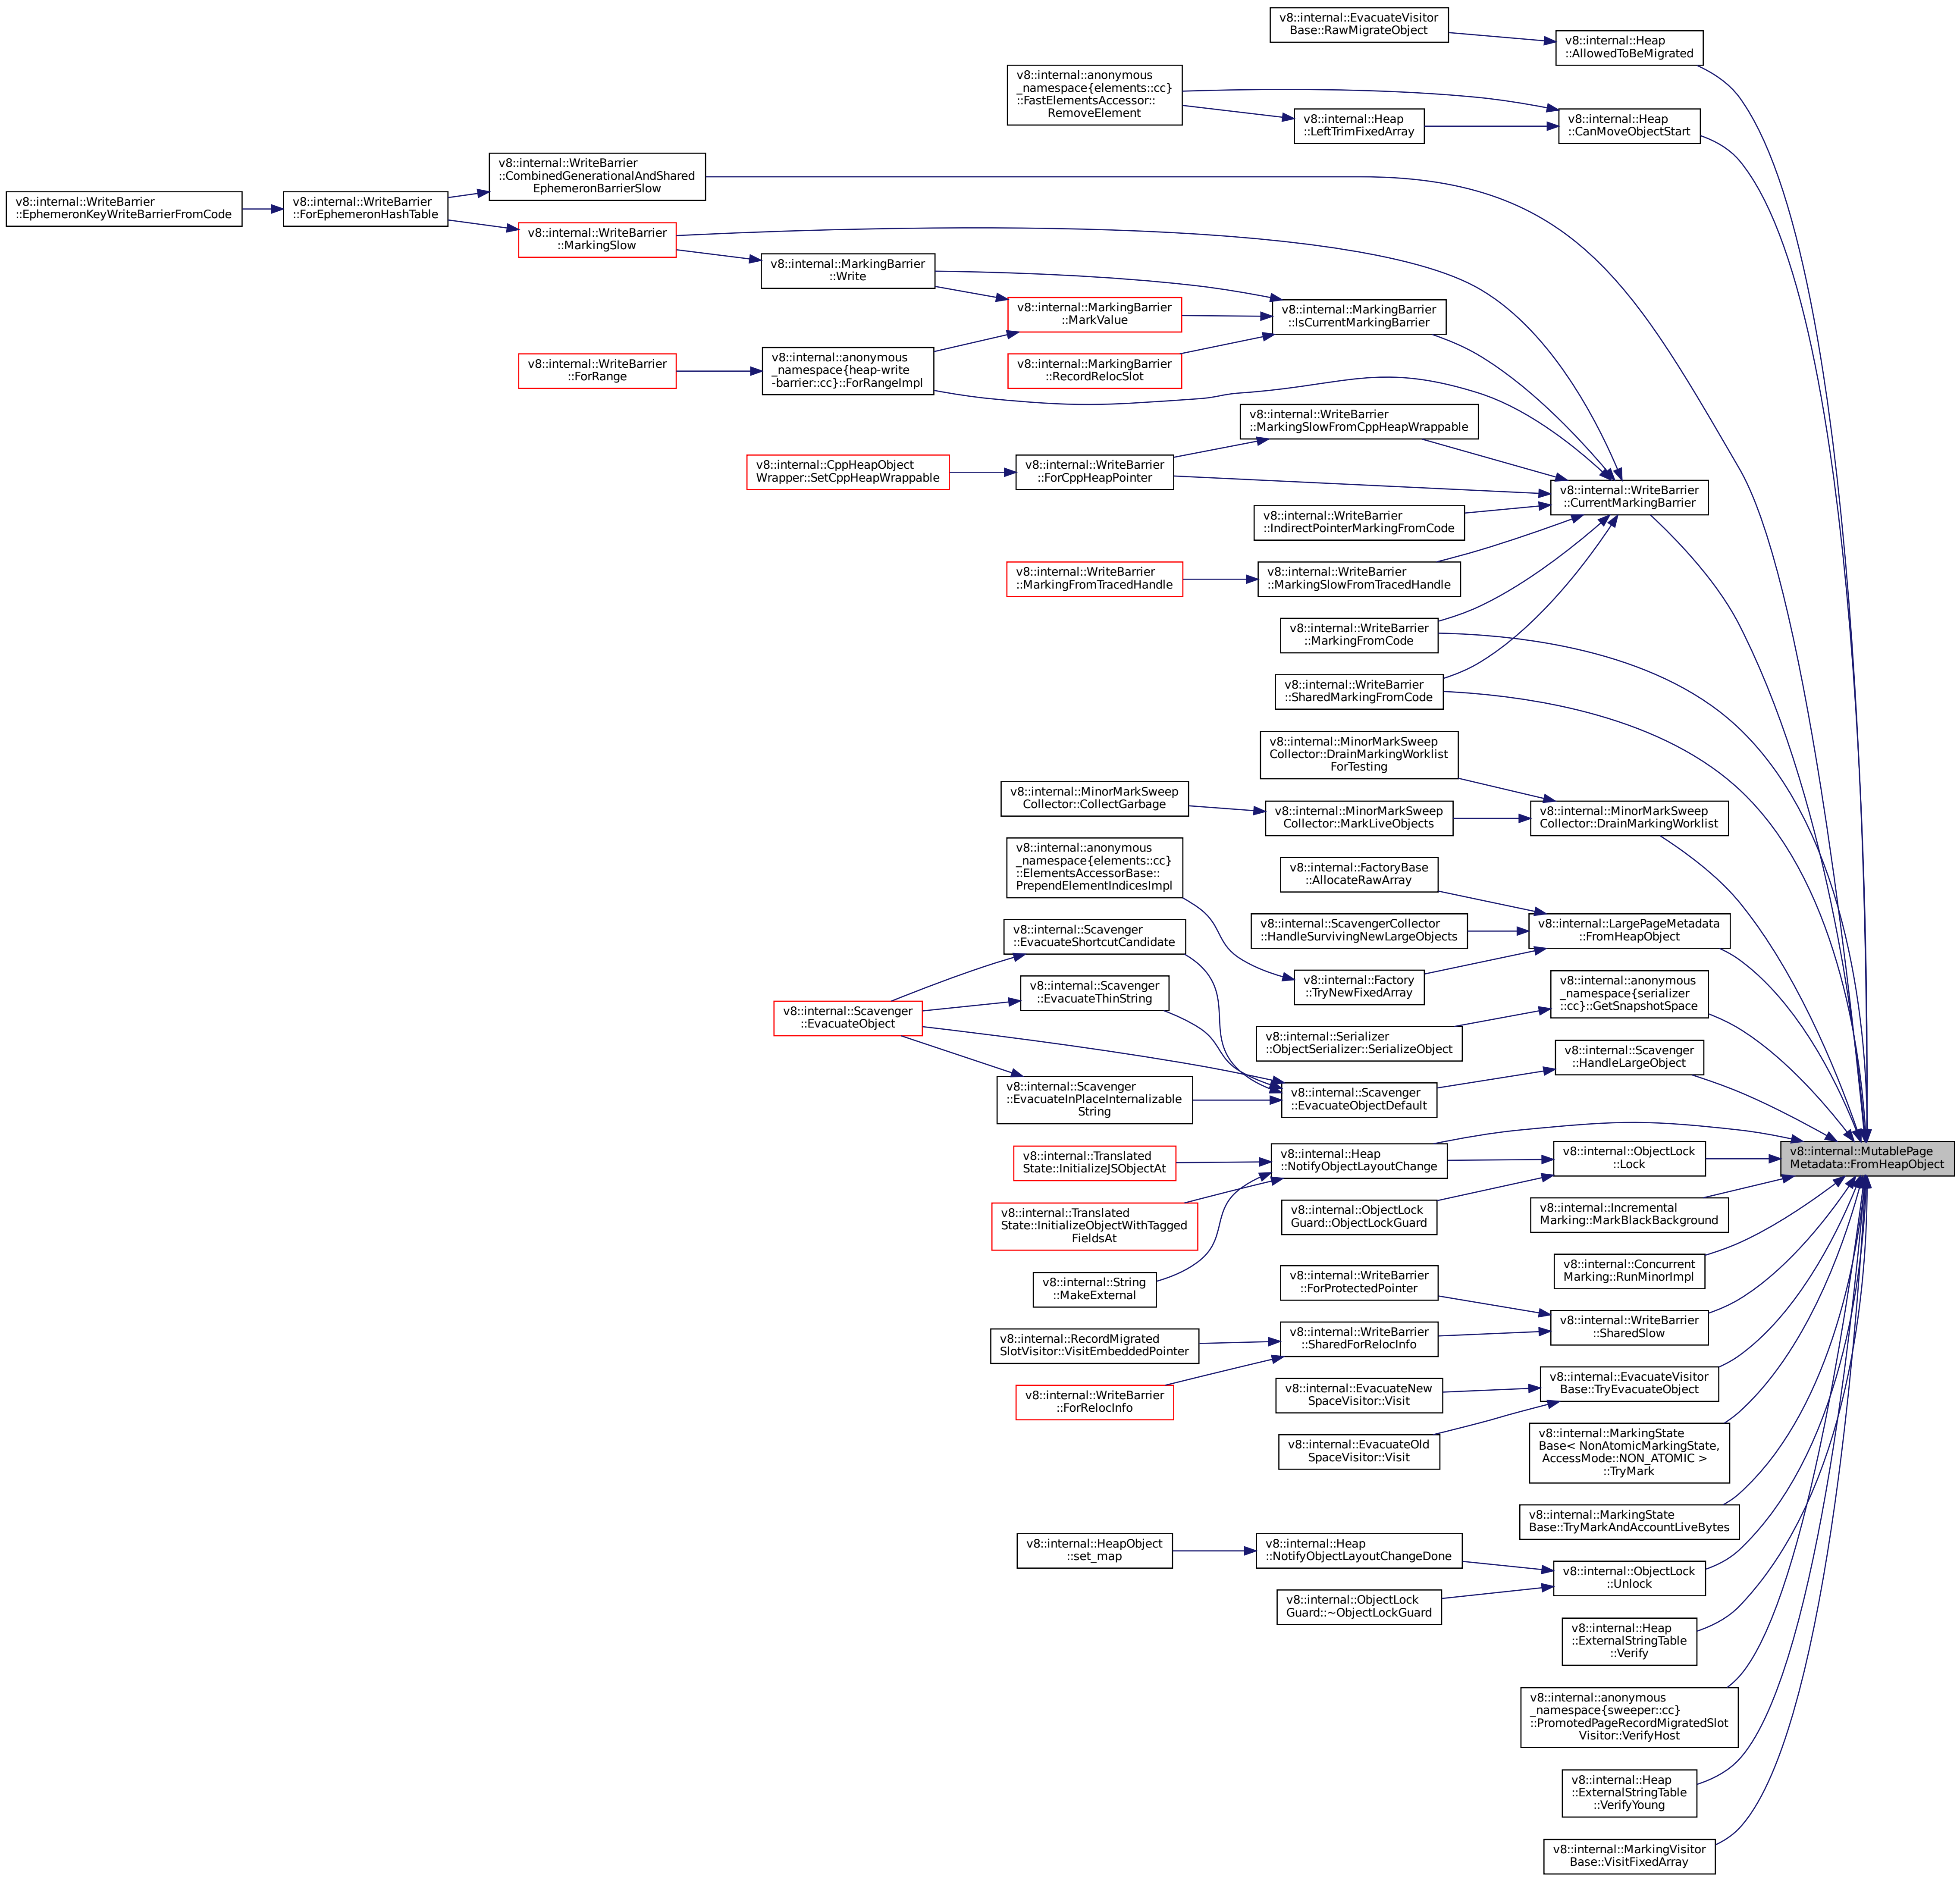 v8::internal::EvacuateVisitor
Base::RawMigrateObject
v8::internal::Heap
::AllowedToBeMigrated
v8::internal::anonymous
_namespace{elements::cc}
::FastElementsAccessor::
RemoveElement
v8::internal::Heap
::LeftTrimFixedArray
v8::internal::Heap
::CanMoveObjectStart
v8::internal::WriteBarrier
::CombinedGenerationalAndShared
EphemeronBarrierSlow
v8::internal::WriteBarrier
::EphemeronKeyWriteBarrierFromCode
v8::internal::WriteBarrier
::ForEphemeronHashTable
v8::internal::WriteBarrier
::MarkingSlow
v8::internal::MarkingBarrier
::Write
v8::internal::MarkingBarrier
::MarkValue
v8::internal::MarkingBarrier
::IsCurrentMarkingBarrier
v8::internal::WriteBarrier
::ForRange
v8::internal::anonymous
_namespace{heap-write
-barrier::cc}::ForRangeImpl
v8::internal::MarkingBarrier
::RecordRelocSlot
v8::internal::WriteBarrier
::MarkingSlowFromCppHeapWrappable
v8::internal::CppHeapObject
Wrapper::SetCppHeapWrappable
v8::internal::WriteBarrier
::ForCppHeapPointer
v8::internal::WriteBarrier
::CurrentMarkingBarrier
v8::internal::WriteBarrier
::IndirectPointerMarkingFromCode
v8::internal::WriteBarrier
::MarkingFromTracedHandle
v8::internal::WriteBarrier
::MarkingSlowFromTracedHandle
v8::internal::WriteBarrier
::MarkingFromCode
v8::internal::WriteBarrier
::SharedMarkingFromCode
v8::internal::MinorMarkSweep
Collector::DrainMarkingWorklist
ForTesting
v8::internal::MinorMarkSweep
Collector::CollectGarbage
v8::internal::MinorMarkSweep
Collector::MarkLiveObjects
v8::internal::MinorMarkSweep
Collector::DrainMarkingWorklist
v8::internal::anonymous
_namespace{elements::cc}
::ElementsAccessorBase::
PrependElementIndicesImpl
v8::internal::FactoryBase
::AllocateRawArray
v8::internal::Scavenger
::EvacuateShortcutCandidate
v8::internal::ScavengerCollector
::HandleSurvivingNewLargeObjects
v8::internal::LargePageMetadata
::FromHeapObject
v8::internal::Scavenger
::EvacuateThinString
v8::internal::Factory
::TryNewFixedArray
v8::internal::anonymous
_namespace{serializer
::cc}::GetSnapshotSpace
v8::internal::Scavenger
::EvacuateObject
v8::internal::Serializer
::ObjectSerializer::SerializeObject
v8::internal::Scavenger
::HandleLargeObject
v8::internal::Scavenger
::EvacuateInPlaceInternalizable
String
v8::internal::Scavenger
::EvacuateObjectDefault
v8::internal::Translated
State::InitializeJSObjectAt
v8::internal::Heap
::NotifyObjectLayoutChange
v8::internal::ObjectLock
::Lock
v8::internal::MutablePage
Metadata::FromHeapObject
v8::internal::Translated
State::InitializeObjectWithTagged
FieldsAt
v8::internal::ObjectLock
Guard::ObjectLockGuard
v8::internal::Incremental
Marking::MarkBlackBackground
v8::internal::String
::MakeExternal
v8::internal::WriteBarrier
::ForProtectedPointer
v8::internal::Concurrent
Marking::RunMinorImpl
v8::internal::RecordMigrated
SlotVisitor::VisitEmbeddedPointer
v8::internal::WriteBarrier
::SharedForRelocInfo
v8::internal::WriteBarrier
::SharedSlow
v8::internal::WriteBarrier
::ForRelocInfo
v8::internal::EvacuateNew
SpaceVisitor::Visit
v8::internal::EvacuateVisitor
Base::TryEvacuateObject
v8::internal::EvacuateOld
SpaceVisitor::Visit
v8::internal::MarkingState
Base< NonAtomicMarkingState,
AccessMode::NON_ATOMIC >
::TryMark
v8::internal::MarkingState
Base::TryMarkAndAccountLiveBytes
v8::internal::HeapObject
::set_map
v8::internal::Heap
::NotifyObjectLayoutChangeDone
v8::internal::ObjectLock
::Unlock
v8::internal::ObjectLock
Guard::~ObjectLockGuard
v8::internal::Heap
::ExternalStringTable
::Verify
v8::internal::anonymous
_namespace{sweeper::cc}
::PromotedPageRecordMigratedSlot
Visitor::VerifyHost
v8::internal::Heap
::ExternalStringTable
::VerifyYoung
v8::internal::MarkingVisitor
Base::VisitFixedArray